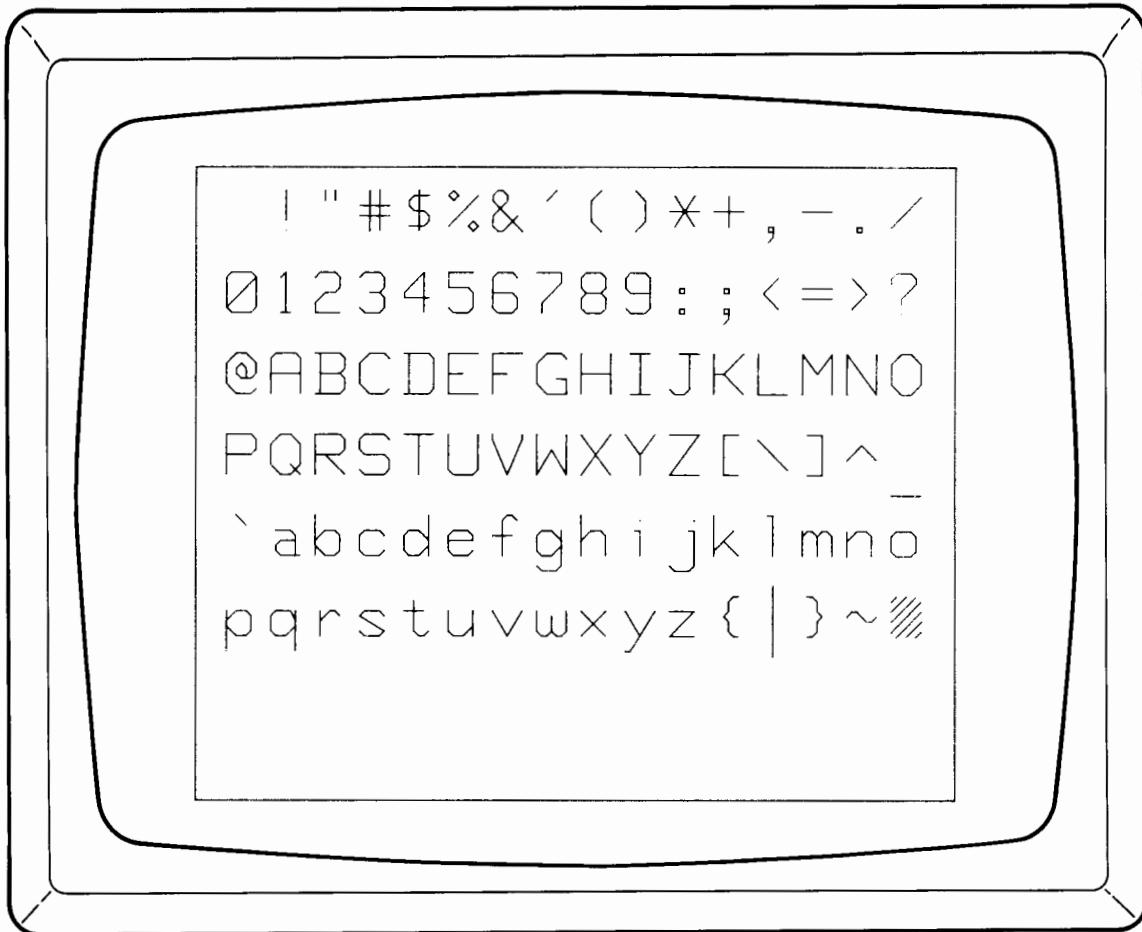 ! " # $ % & ´ ( ) * + , - . /
0 1 2 3 4 5 6 7 8 9 : ; < = > ?
@ A B C D E F G H I J K L M N O
P Q R S T U V W X Y Z [ \ ] ^ _
` a b c d e f g h i j k l m n o
p q r s t u v w x y z { | } ~ ▨